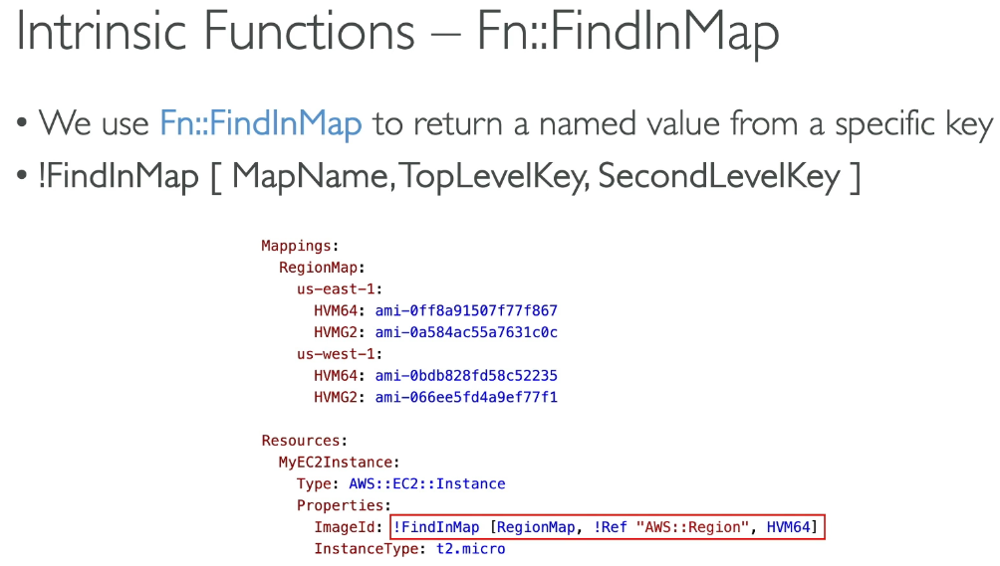 Intrinsic Functions – Fn::FindInMap
• We use Fn::FindInMap to return a named value from a specific key
• !FindInMap [ MapName, TopLevelKey, SecondLevelKey ]
Mappings:
  RegionMap:
    us-east-1:
      HVM64: ami-0ff8a91507f77f867
      HVMG2: ami-0a584ac55a7631c0c
    us-west-1:
      HVM64: ami-0bdb828fd58c52235
      HVMG2: ami-066ee5fd4a9ef77f1
Resources:
  MyEC2Instance:
    Type: AWS::EC2::Instance
    Properties:
      ImageId: !FindInMap [RegionMap, !Ref "AWS::Region", HVM64]
      InstanceType: t2.micro